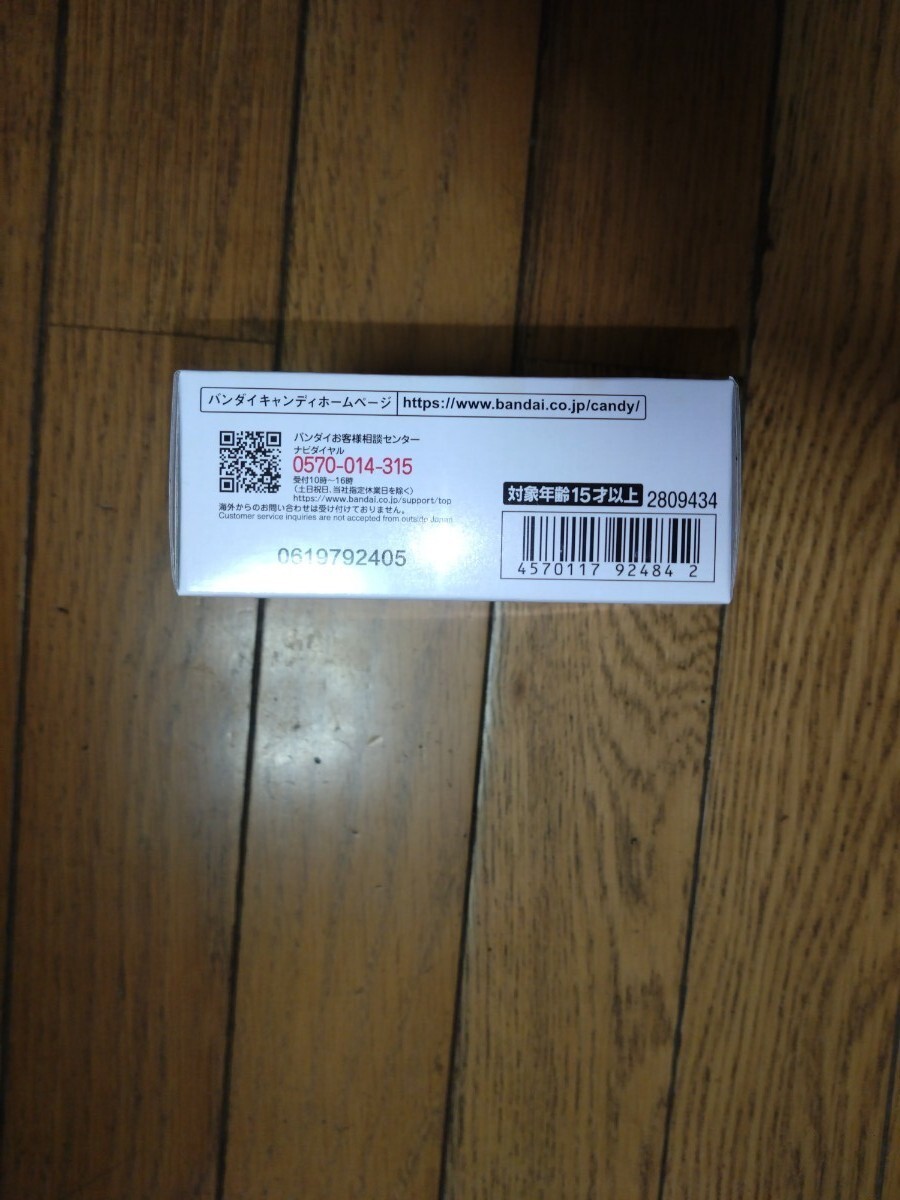 バンダイキャンディホームページ https://www.bandai.co.jp/candy/
バンダイお客様相談センター
ナビダイヤル
0570-014-315
受付10時～16時
(土日祝日、当社指定休業日を除く)
https://www.bandai.co.jp/support/top
海外からのお問い合わせは受け付けておりません。
Customer service inquiries are not accepted from outside Japan
0619792405
対象年齢15才以上 2809434
4570117 92484 2